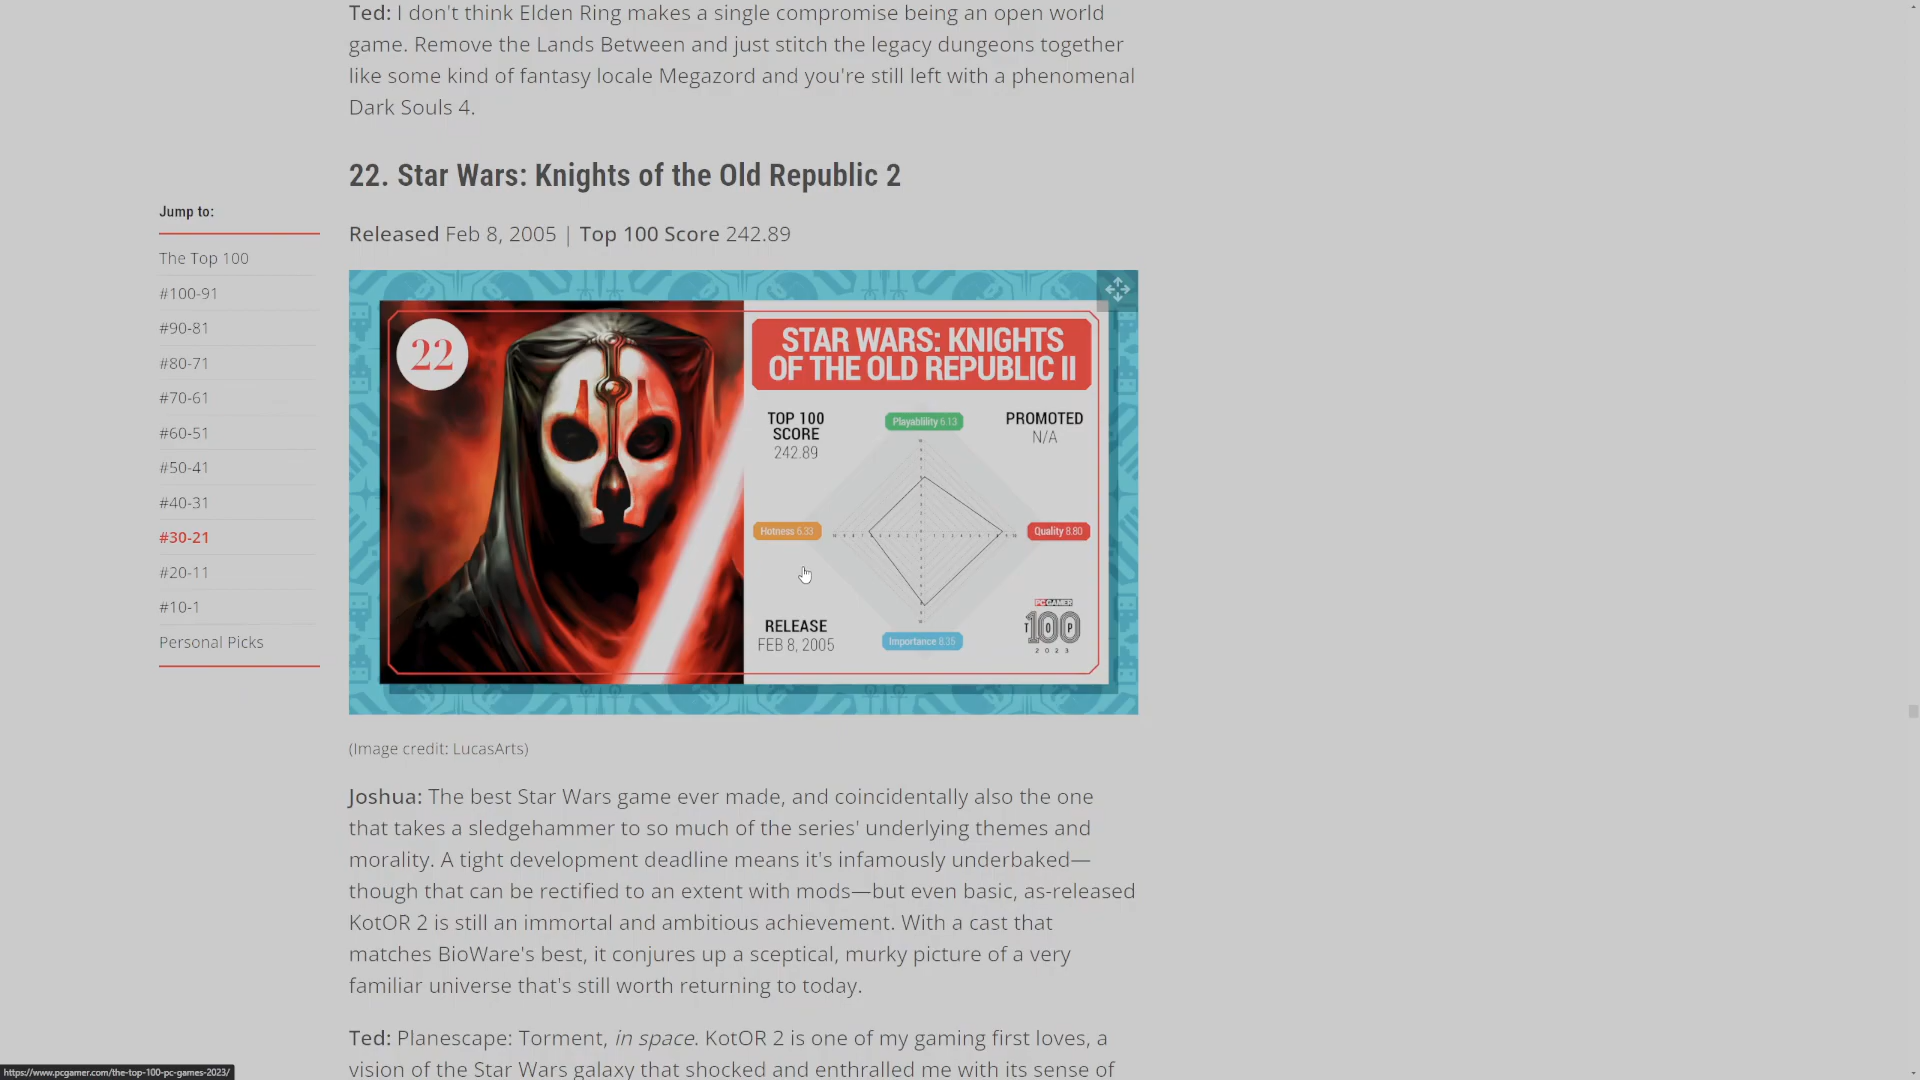 Ted: I don't think Elden Ring makes a single compromise being an open world
game. Remove the Lands Between and just stitch the legacy dungeons together
like some kind of fantasy locale Megazord and you're still left with a phenomenal
Dark Souls 4.
22. Star Wars: Knights of the Old Republic 2
Released Feb 8, 2005 | Top 100 Score 242.89
Jump to:
The Top 100
#100-91
#90-81
#80-71
#70-61
#60-51
#50-41
#40-31
#30-21
#20-11
#10-1
Personal Picks
22
STAR WARS: KNIGHTS
OF THE OLD REPUBLIC II
TOP 100
SCORE
242.89
Playablility 6.13
PROMOTED
N/A
Hotness 6.33
Quality 8.80
RELEASE
FEB 8, 2005
Importance 8.35
PC GAMER
TOP
100
2023
(Image credit: LucasArts)
Joshua: The best Star Wars game ever made, and coincidentally also the one
that takes a sledgehammer to so much of the series' underlying themes and
morality. A tight development deadline means it's infamously underbaked—
though that can be rectified to an extent with mods—but even basic, as-released
KotOR 2 is still an immortal and ambitious achievement. With a cast that
matches BioWare's best, it conjures up a sceptical, murky picture of a very
familiar universe that's still worth returning to today.
Ted: Planescape: Torment, in space. KotOR 2 is one of my gaming first loves, a
vision of the Star Wars galaxy that shocked and enthralled me with its sense of
https://www.pcgamer.com/the-top-100-pc-games-2023/